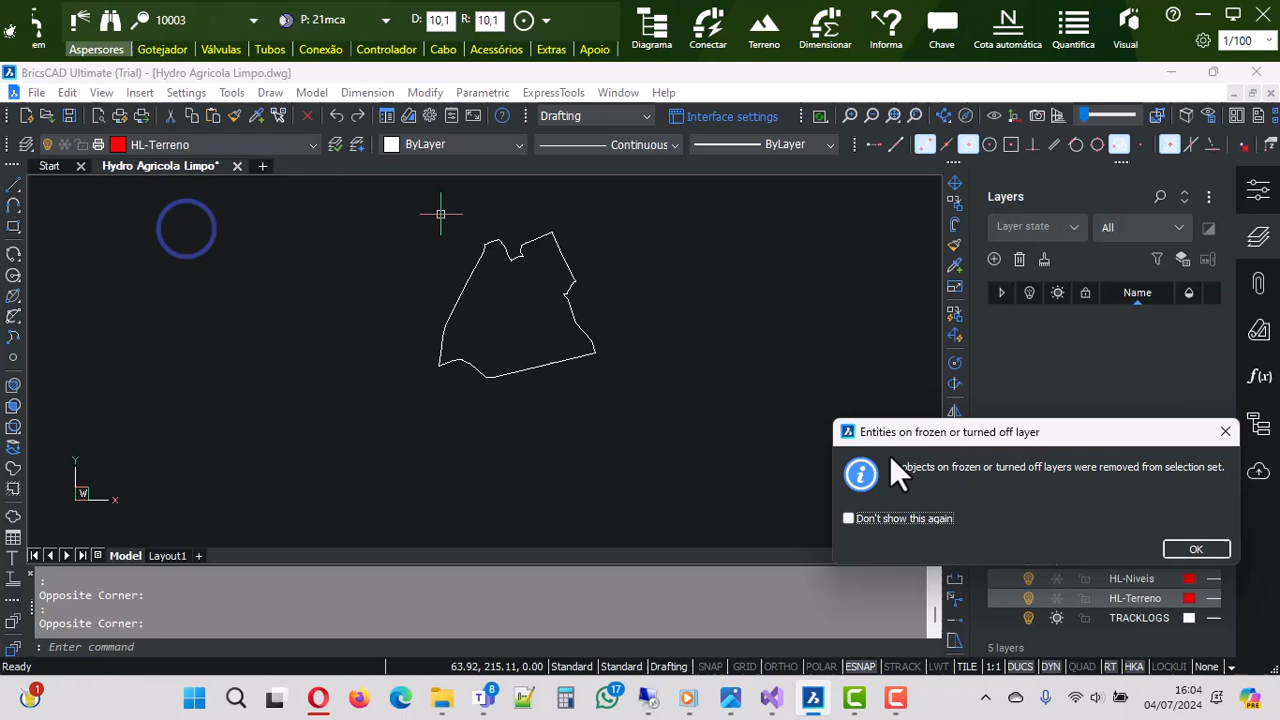 10003
P: 21mca
D: 10,1 R: 10,1
em Diagrama Conectar Terreno Dimensionar Informa Chave Cota automática Quantifica Visual 1/100
Aspersores Gotejador Válvulas Tubos Conexão Controlador Cabo Acessórios Extras Apoio
BricsCAD Ultimate (Trial) - [Hydro Agricola Limpo.dwg]
File Edit View Insert Settings Tools Draw Model Dimension Modify Parametric ExpressTools Window Help
Drafting Interface settings
HL-Terreno ByLayer Continuous ByLayer
Start Hydro Agricola Limpo*
Layers
Layer state All
Name
Y
W X
Entities on frozen or turned off layer
objects on frozen or turned off layers were removed from selection set.
Don't show this again
OK
Model Layout1
:
Opposite Corner:
:
Opposite Corner:
: Enter command
HL-Niveis
HL-Terreno
TRACKLOGS
5 layers
Ready 63.92, 215.11, 0.00 Standard Standard Drafting SNAP GRID ORTHO POLAR ESNAP STRACK LWT TILE 1:1 DUCS DYN QUAD RT HKA LOCKUI None
1 8 17 16:04 PRE
04/07/2024